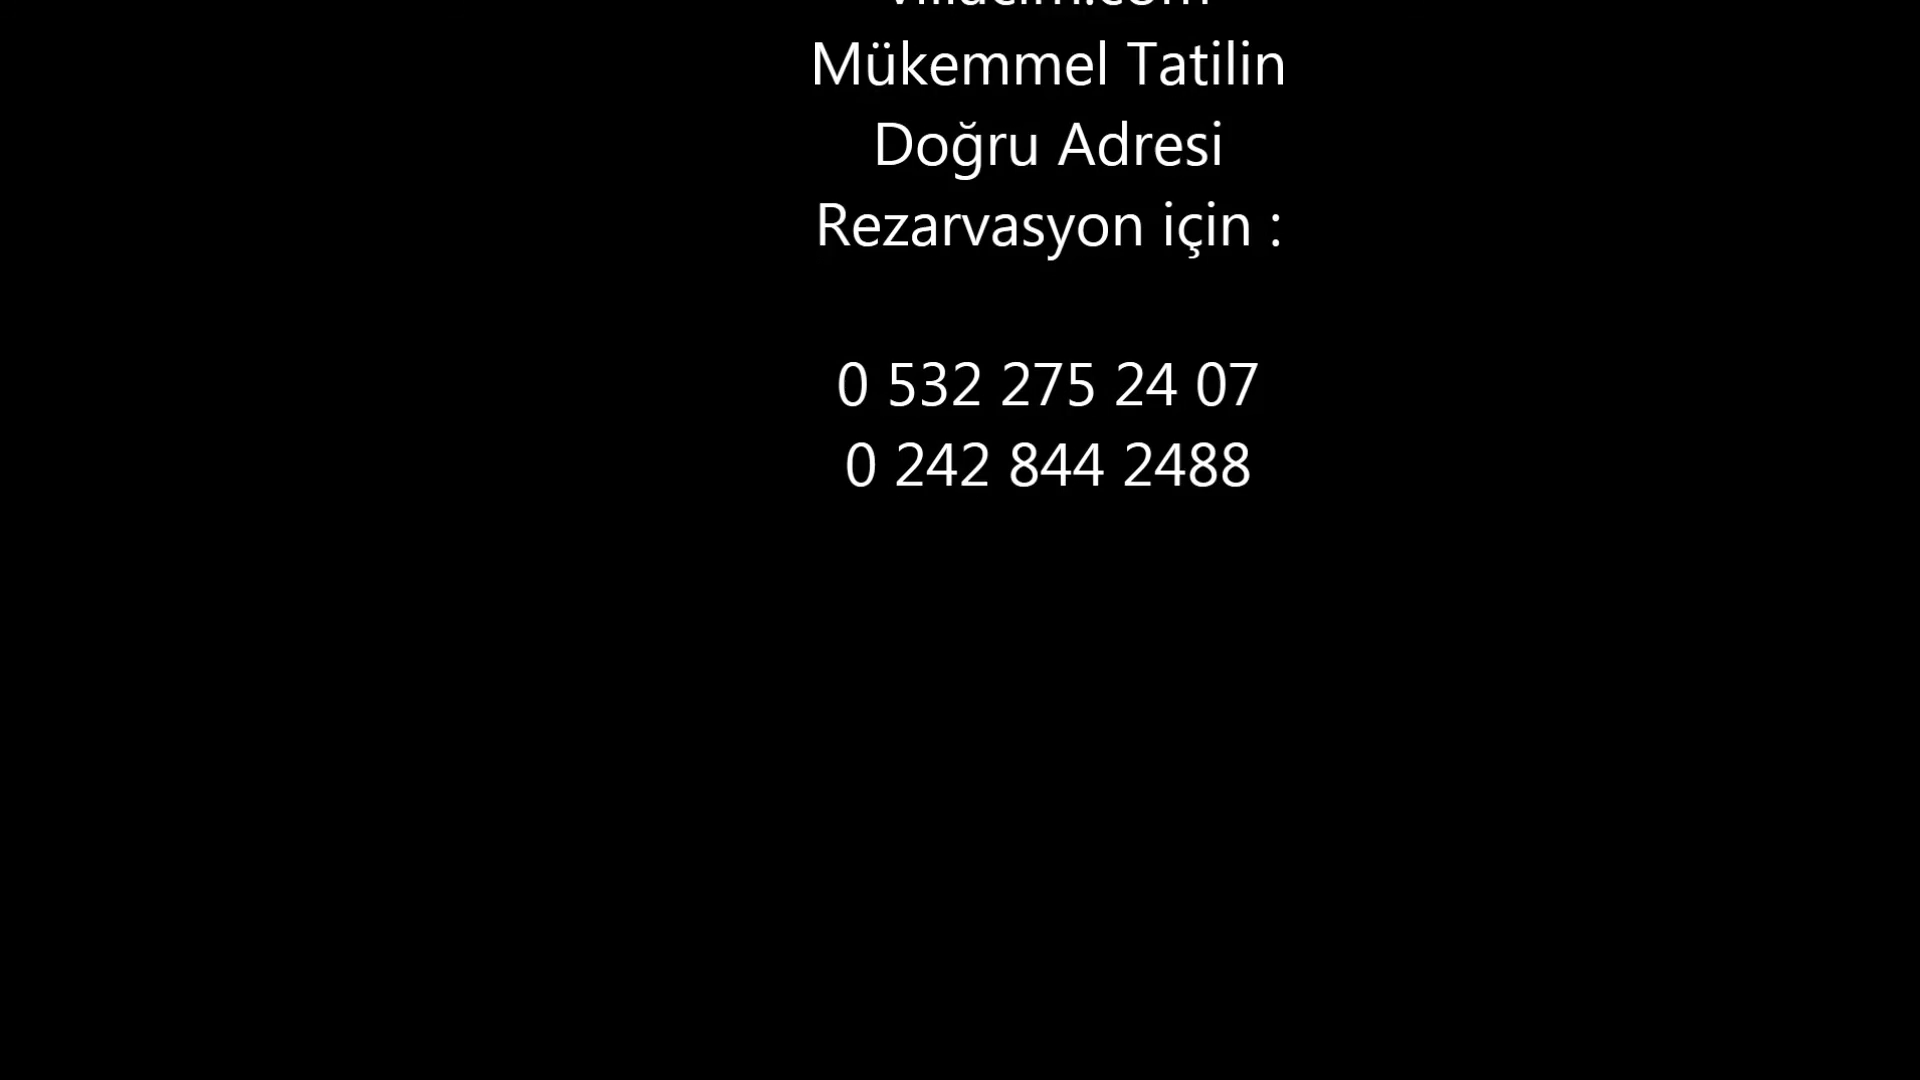 Mükemmel Tatilin
Doğru Adresi
Rezarvasyon için :
0 532 275 24 07
0 242 844 2488